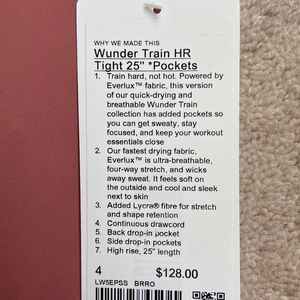 WHY WE MADE THIS
Wunder Train HR
Tight 25" *Pockets
1. Train hard, not hot. Powered by
Everlux™ fabric, this version
of our quick-drying and
breathable Wunder Train
collection has added pockets so
you can get sweaty, stay
focused, and keep your workout
essentials close
2. Our fastest drying fabric,
Everlux™ is ultra-breathable,
four-way stretch, and wicks
away sweat. It feels soft on
the outside and cool and sleek
next to skin
3. Added Lycra® fibre for stretch
and shape retention
4. Continuous drawcord
5. Back drop-in pocket
6. Side drop-in pockets
7. High rise, 25" length
4 $128.00
LW5EPSS BRRO